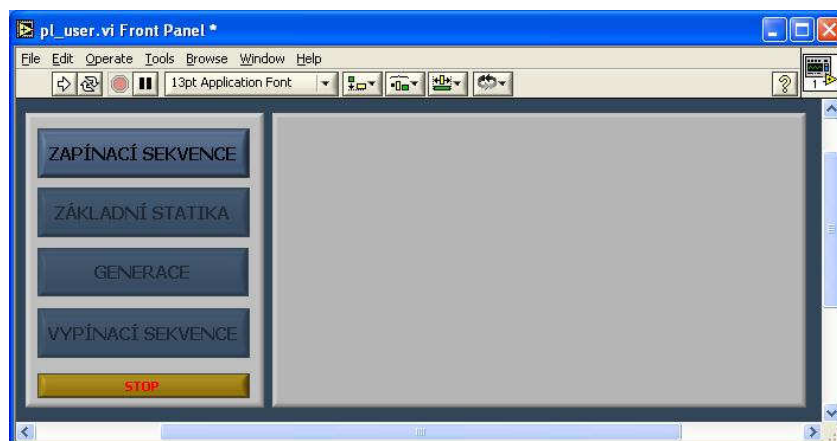 pl_user.vi Front Panel *
File Edit Operate Tools Browse Window Help
13pt Application Font
?
1
ZAPÍNACÍ SEKVENCE
ZÁKLADNÍ STATIKA
GENERACE
VYPÍNACÍ SEKVENCE
STOP